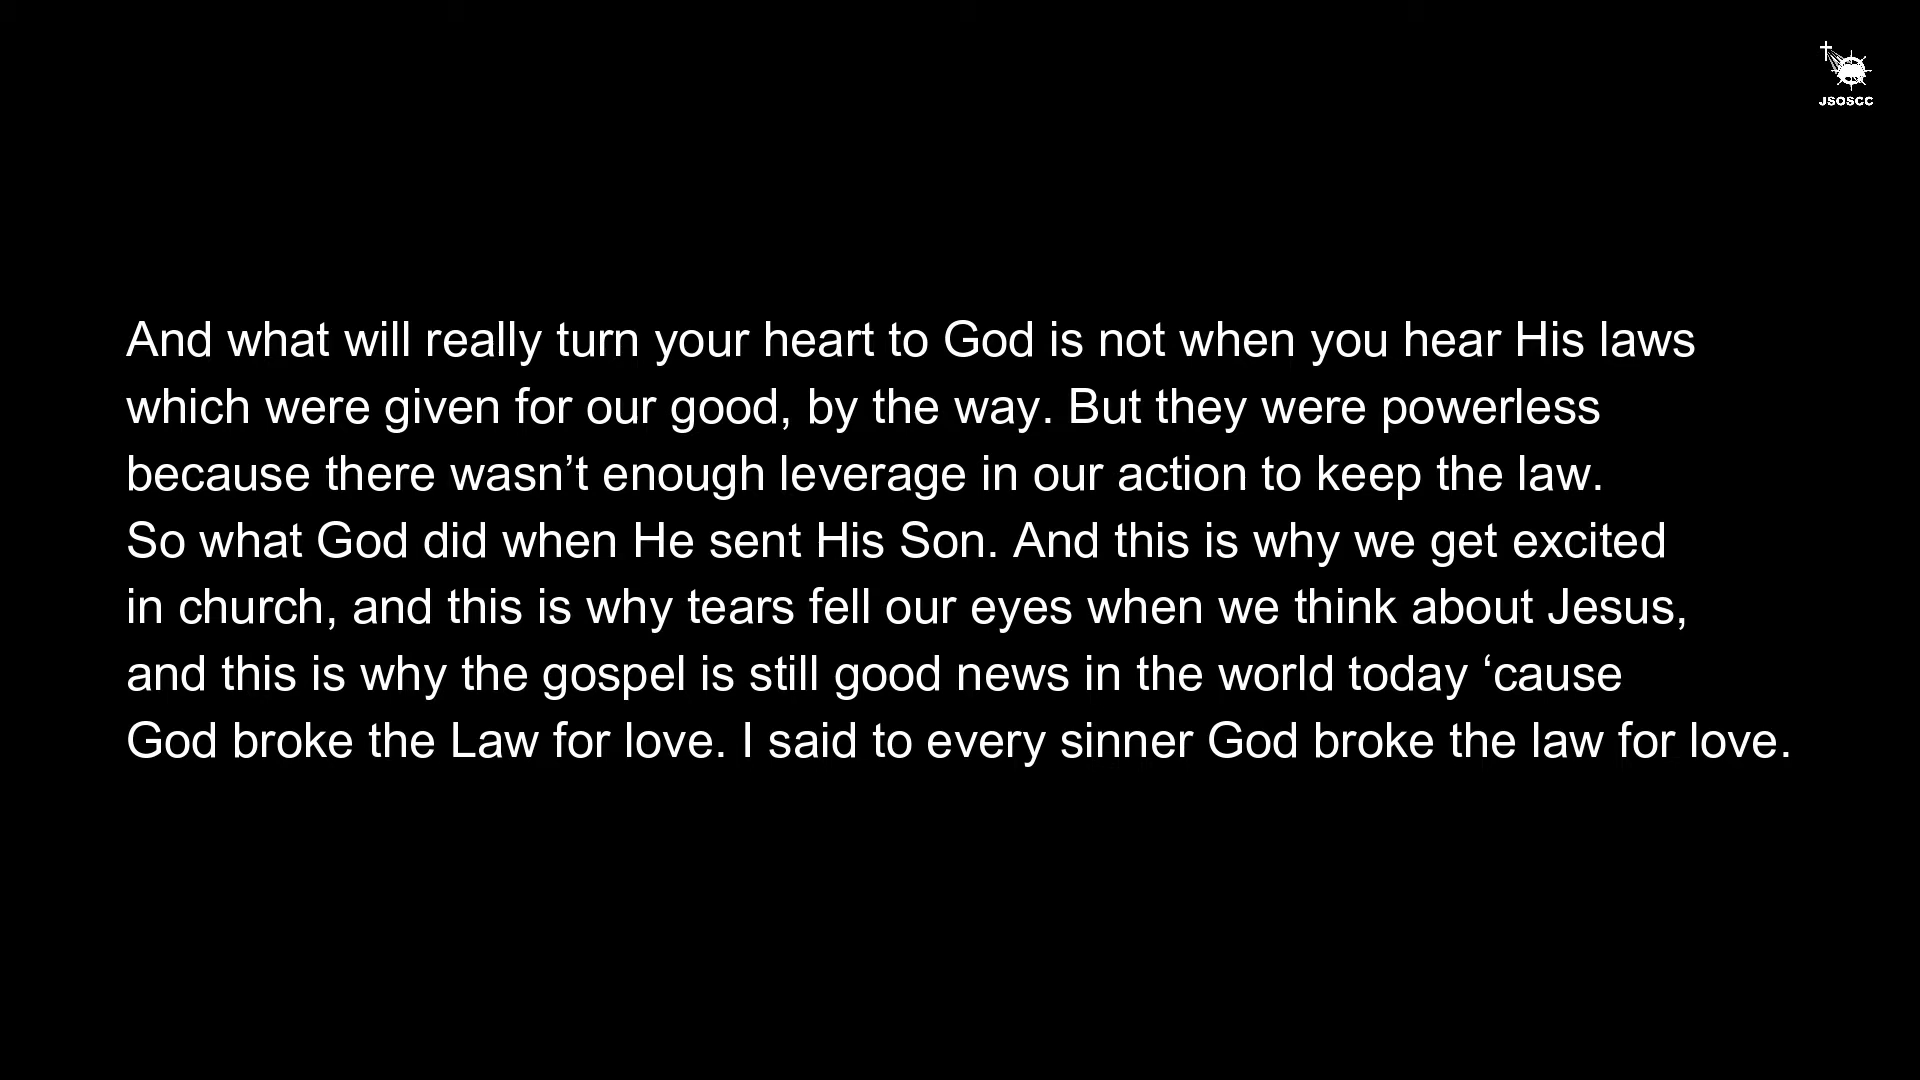 JSOSCC
And what will really turn your heart to God is not when you hear His laws
which were given for our good, by the way. But they were powerless
because there wasn’t enough leverage in our action to keep the law.
So what God did when He sent His Son. And this is why we get excited
in church, and this is why tears fell our eyes when we think about Jesus,
and this is why the gospel is still good news in the world today ‘cause
God broke the Law for love. I said to every sinner God broke the law for love.